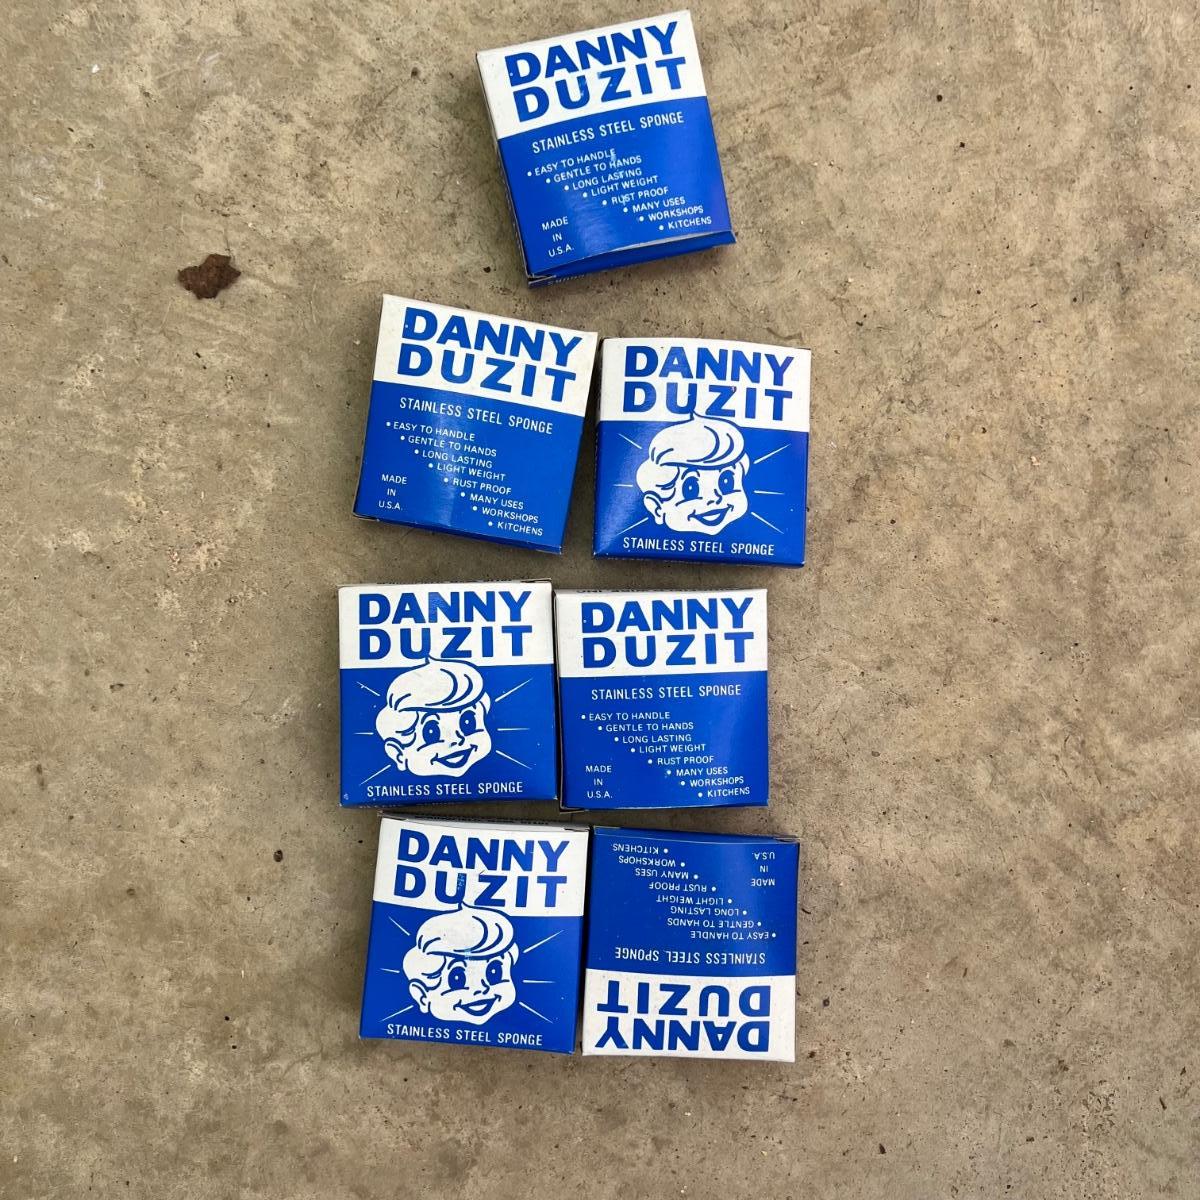 DANNY
DUZIT
STAINLESS STEEL SPONGE
• EASY TO HANDLE
• GENTLE TO HANDS
• LONG LASTING
• LIGHT WEIGHT
• RUST PROOF
• MANY USES
• WORKSHOPS
• KITCHENS
MADE
IN
U.S.A.
DANNY
DUZIT
STAINLESS STEEL SPONGE
• EASY TO HANDLE
• GENTLE TO HANDS
• LONG LASTING
• LIGHT WEIGHT
• RUST PROOF
• MANY USES
• WORKSHOPS
• KITCHENS
MADE
IN
U.S.A.
DANNY
DUZIT
STAINLESS STEEL SPONGE
DANNY
DUZIT
STAINLESS STEEL SPONGE
DANNY
DUZIT
STAINLESS STEEL SPONGE
• EASY TO HANDLE
• GENTLE TO HANDS
• LONG LASTING
• LIGHT WEIGHT
• RUST PROOF
• MANY USES
• WORKSHOPS
• KITCHENS
MADE
IN
U.S.A.
DANNY
DUZIT
STAINLESS STEEL SPONGE
DANNY
DUZIT
STAINLESS STEEL SPONGE
• EASY TO HANDLE
• GENTLE TO HANDS
• LONG LASTING
• LIGHT WEIGHT
• RUST PROOF
• MANY USES
• WORKSHOPS
• KITCHENS
MADE
IN
U.S.A.